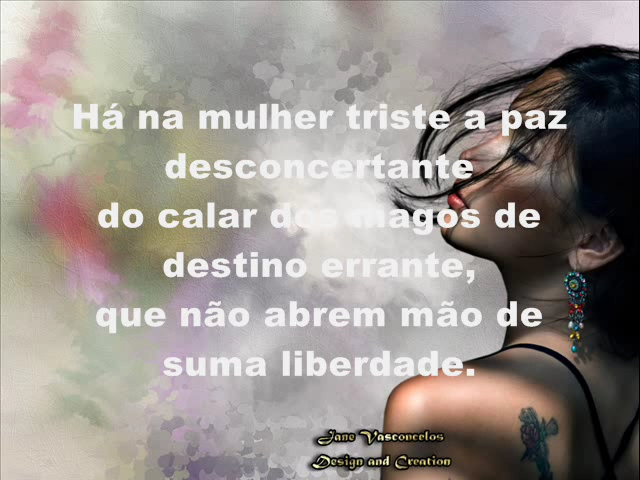 Há na mulher triste a paz
desconcertante
do calar dos magos de
destino errante,
que não abrem mão de
suma liberdade.
Jane Vasconcelos
Design and Creation